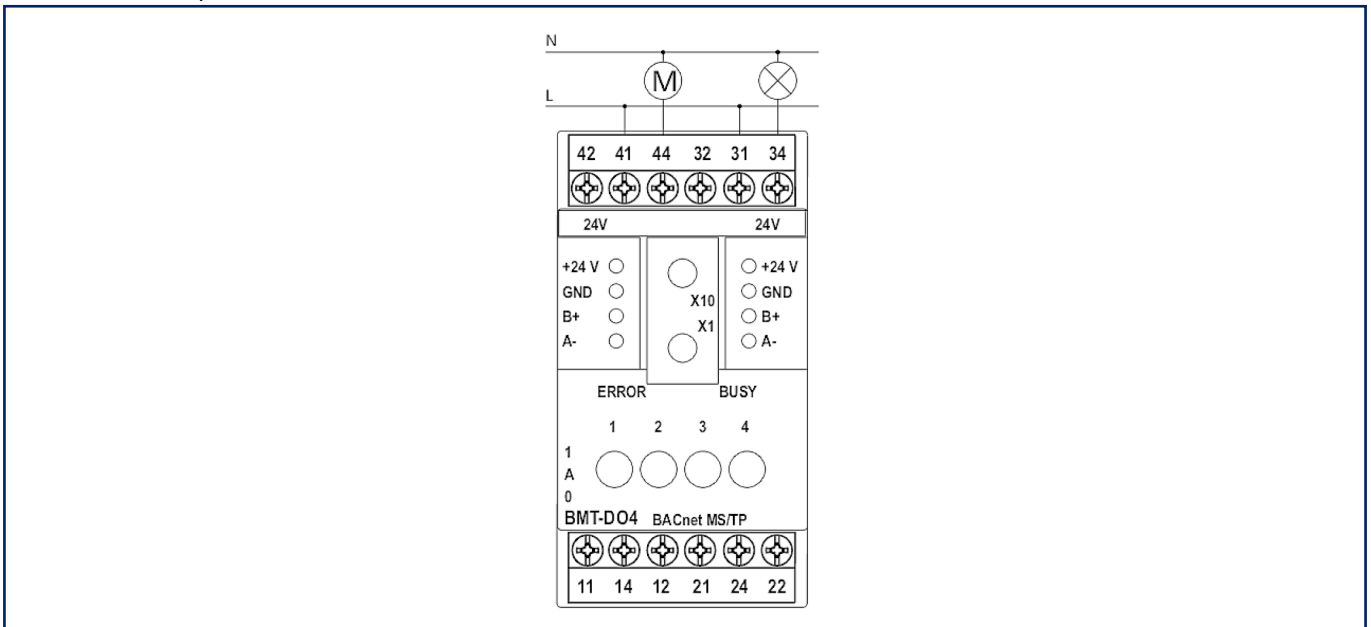 N
M
L
42 41 44 32 31 34
24V 24V
+24 V +24 V
GND GND
X10
B+ B+
X1
A- A-
ERROR BUSY
1 2 3 4
1
A
0
BMT-DO4 BACnet MS/TP
11 14 12 21 24 22